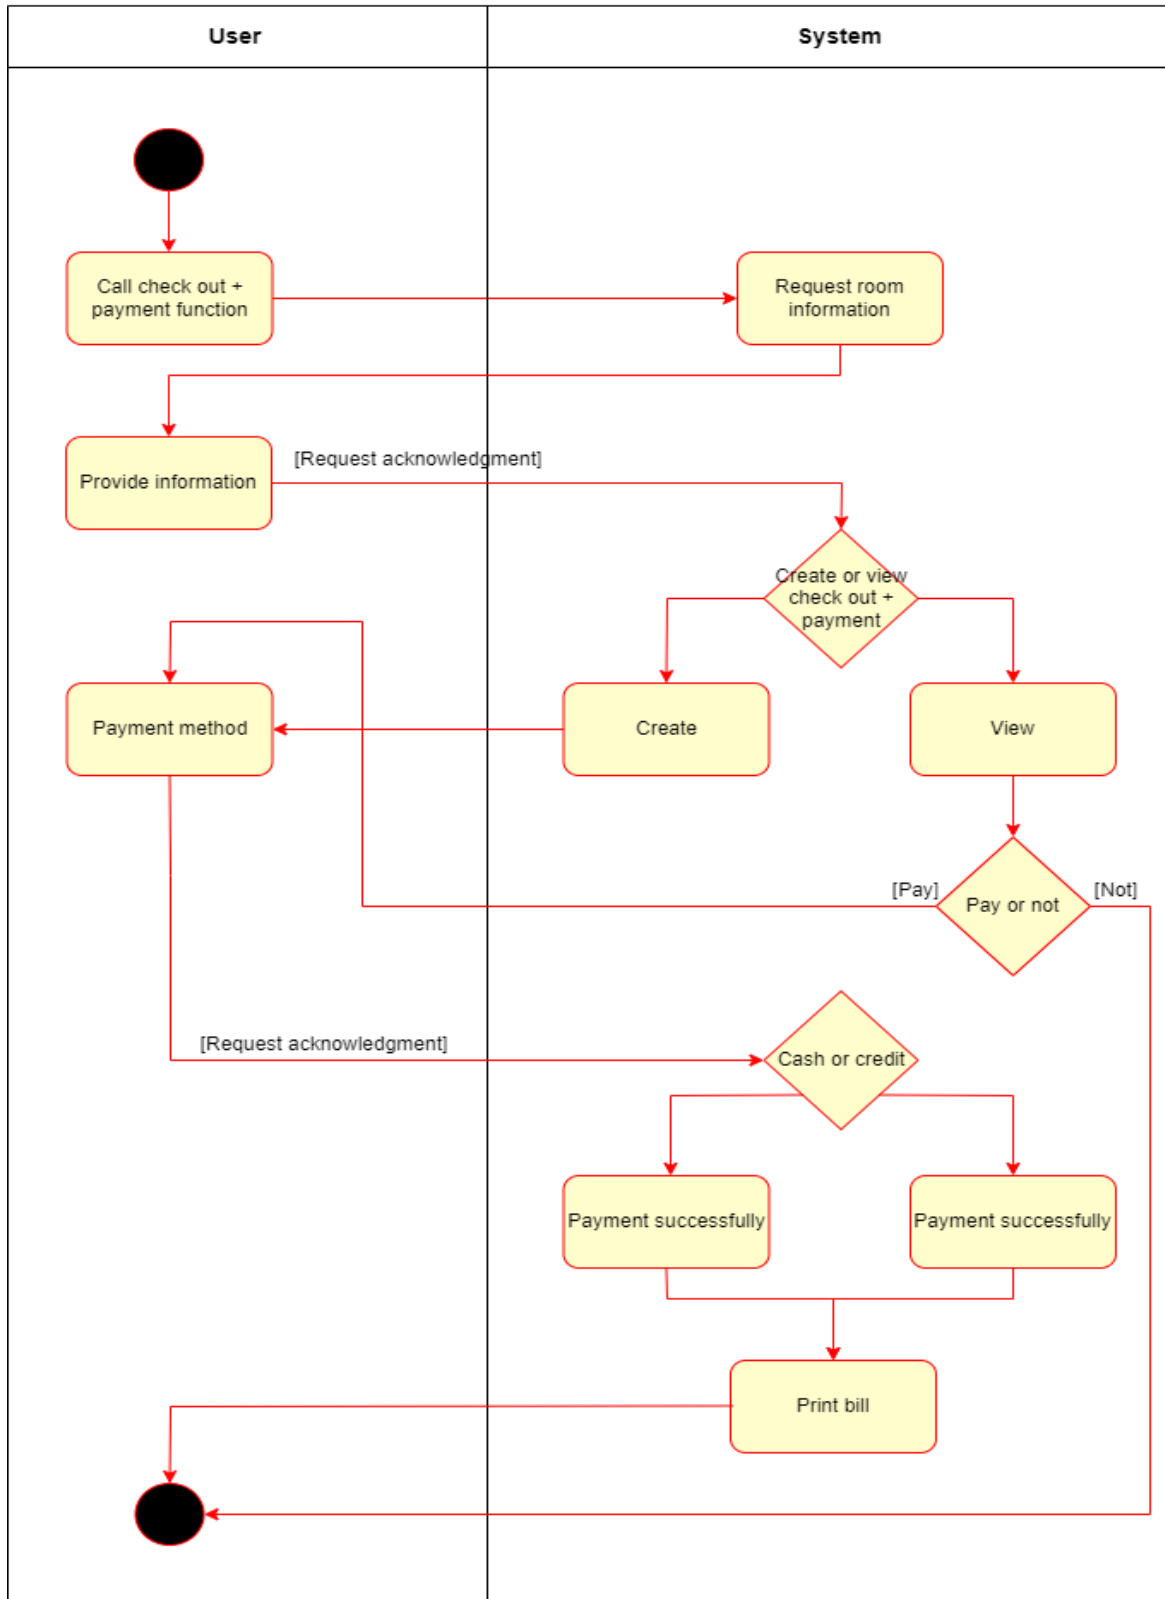 User
System
Call check out +
payment function
Request room
information
[Request acknowledgment]
Provide information
Create or view
check out +
payment
Payment method
Create
View
[Pay]
[Not]
Pay or not
[Request acknowledgment]
Cash or credit
Payment successfully
Payment successfully
Print bill